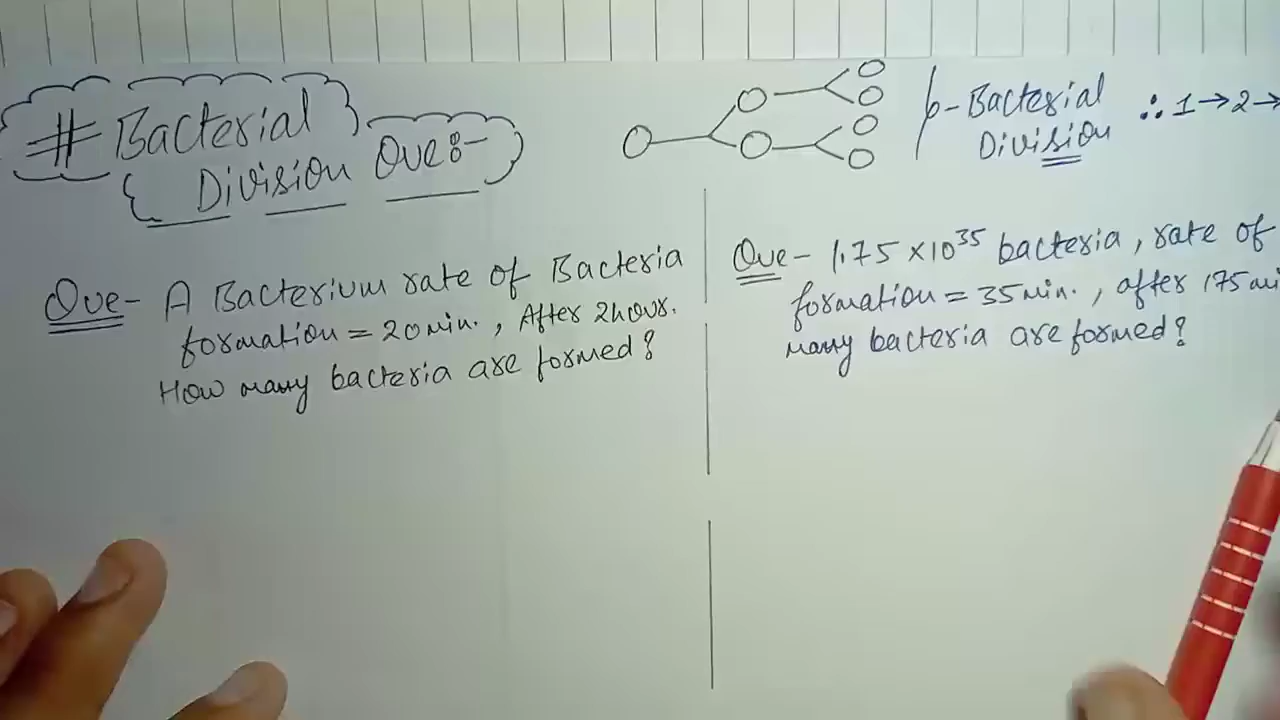 # Bacterial
Division Que:-
b-Bacterial
Division
∴ 1→2→
Que- A Bacterium rate of Bacteria
formation = 20 min. , After 2 hour.
How many bacteria are formed?
Que- 1.75 × 10³⁵ bacteria, rate of
formation = 35 min. , after 175 mi
many bacteria are formed?